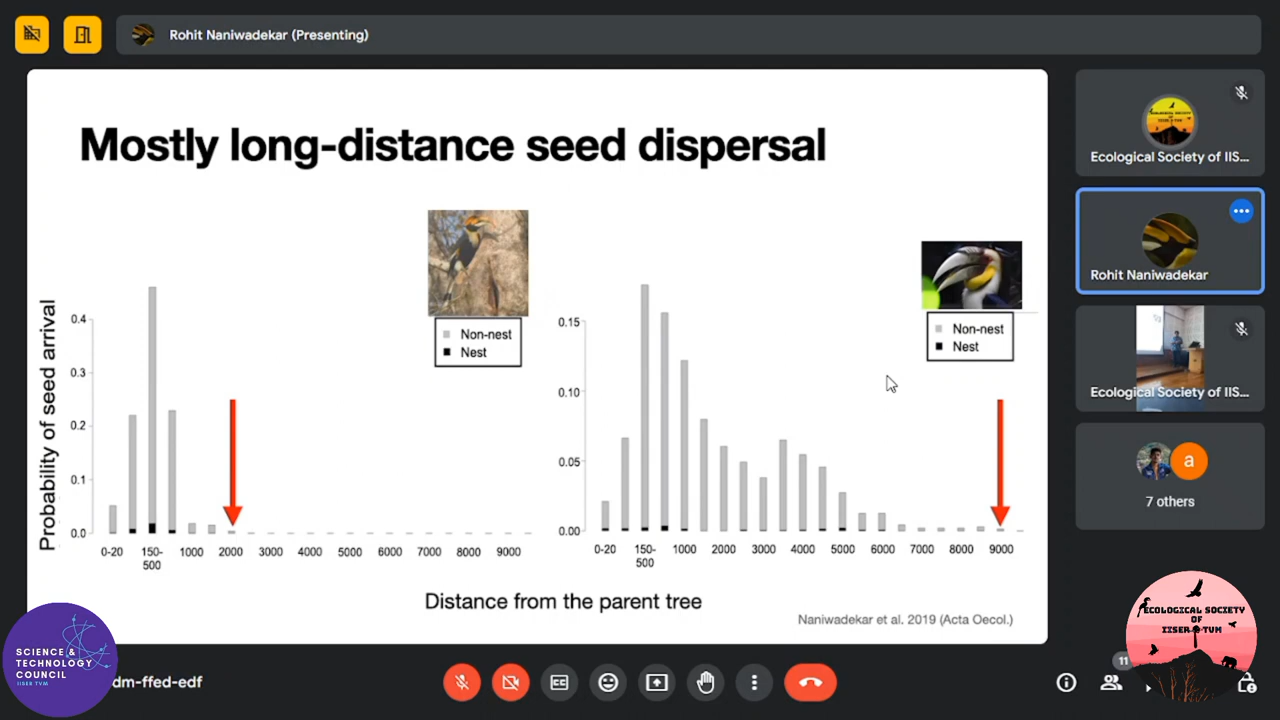 Rohit Naniwadekar (Presenting)
Mostly long-distance seed dispersal
Probability of seed arrival
0.4
0.3
0.2
0.1
0.0
Non-nest
Nest
0-20
150-
500
1000
2000
3000
4000
5000
6000
7000
8000
9000
0.15
0.10
0.05
0.00
Non-nest
Nest
0-20
150-
500
1000
2000
3000
4000
5000
6000
7000
8000
9000
Distance from the parent tree
Naniwadekar et al. 2019 (Acta Oecol.)
Ecological Society of IIS...
Rohit Naniwadekar
Ecological Society of IIS...
a
7 others
SCIENCE &
TECHNOLOGY
COUNCIL
IISER TVM
dm-ffed-edf
CC
11
ECOLOGICAL SOCIETY
OF
IISER TVM